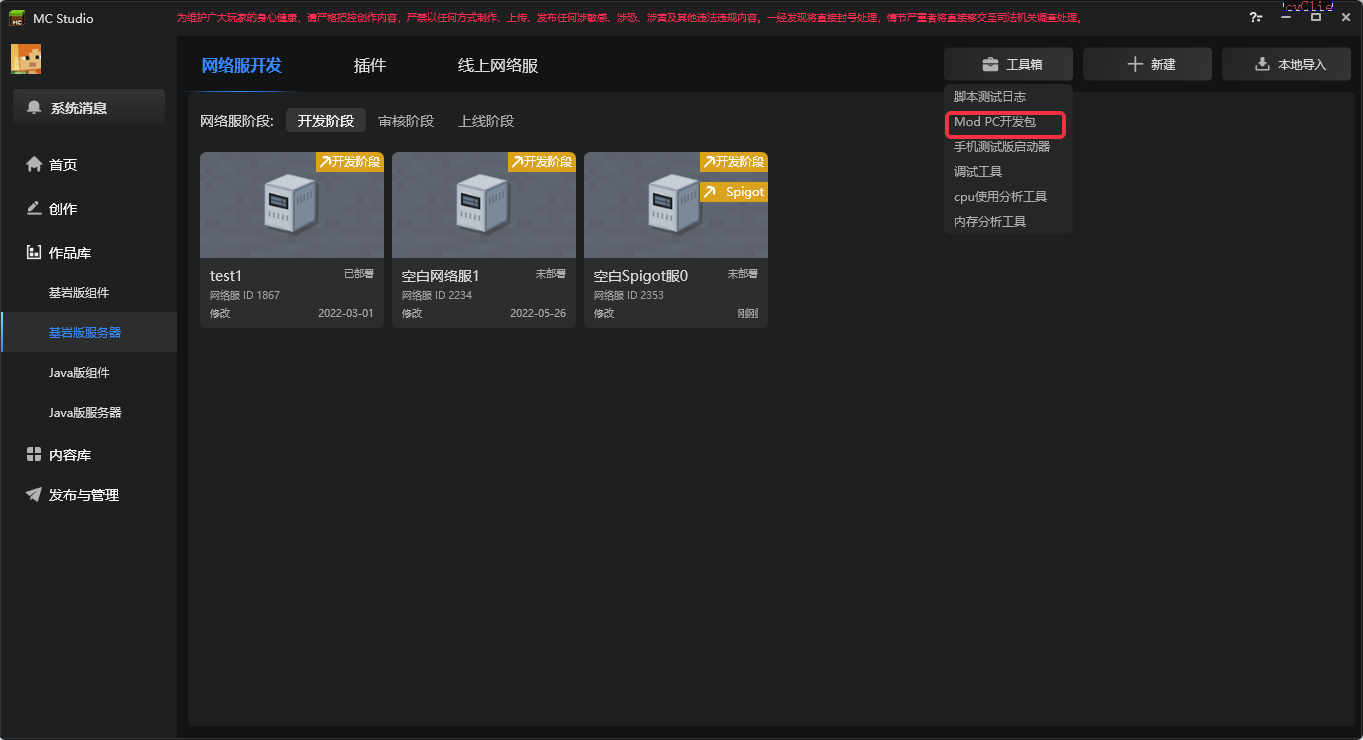 MC Studio
为维护广大玩家的身心健康，请严格把控创作内容，严禁以任何方式制作、上传、发布任何涉敏感、涉恐、涉黄及其他违法违规内容。一经发现将直接封号处理，情节严重者将直接移交至司法机关调查处理。
系统消息
首页
创作
作品库
基岩版组件
基岩版服务器
Java版组件
Java版服务器
内容库
发布与管理
网络服开发 插件 线上网络服
工具箱 新建 本地导入
脚本测试日志
Mod PC开发包
手机测试版启动器
调试工具
cpu使用分析工具
内存分析工具
网络服阶段: 开发阶段 审核阶段 上线阶段
开发阶段
test1 已部署
网络服 ID 1867
修改 2022-03-01
开发阶段
空白网络服1 未部署
网络服 ID 2234
修改 2022-05-26
开发阶段
Spigot
空白Spigot服0 未部署
网络服 ID 2353
修改 刚刚